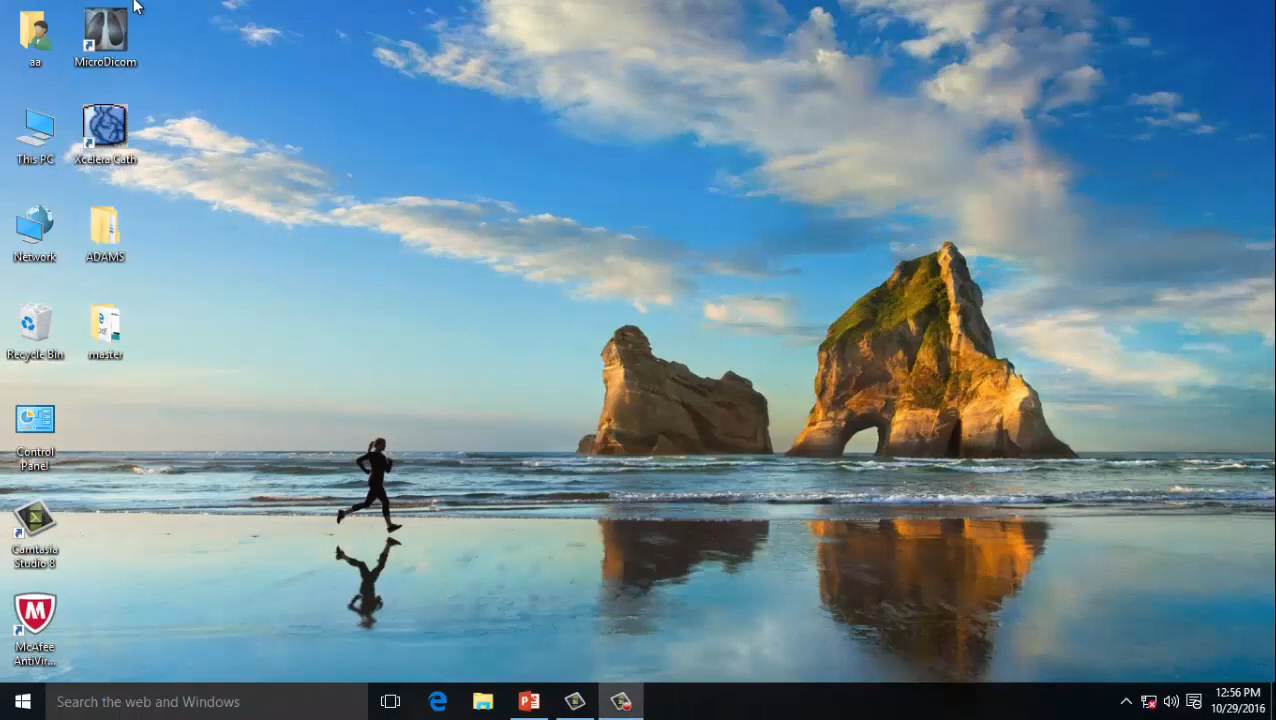 aa
MicroDicom
This PC
Xcelera Cath
Network
ADAMS
Recycle Bin
master
Control
Panel
Camtasia
Studio 8
McAfee
AntiVir...
Search the web and Windows
12:56 PM
10/29/2016